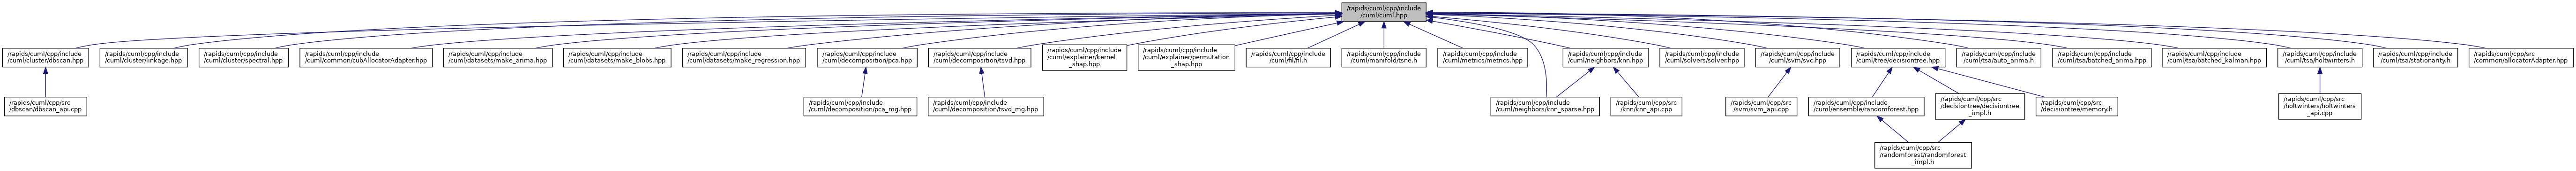 /rapids/cuml/cpp/include
/cuml/cuml.hpp
/rapids/cuml/cpp/include
/cuml/cluster/dbscan.hpp
/rapids/cuml/cpp/include
/cuml/cluster/linkage.hpp
/rapids/cuml/cpp/include
/cuml/cluster/spectral.hpp
/rapids/cuml/cpp/include
/cuml/common/cubAllocatorAdapter.hpp
/rapids/cuml/cpp/include
/cuml/datasets/make_arima.hpp
/rapids/cuml/cpp/include
/cuml/datasets/make_blobs.hpp
/rapids/cuml/cpp/include
/cuml/datasets/make_regression.hpp
/rapids/cuml/cpp/include
/cuml/decomposition/pca.hpp
/rapids/cuml/cpp/include
/cuml/decomposition/tsvd.hpp
/rapids/cuml/cpp/include
/cuml/explainer/kernel
_shap.hpp
/rapids/cuml/cpp/include
/cuml/explainer/permutation
_shap.hpp
/rapids/cuml/cpp/include
/cuml/fil/fil.h
/rapids/cuml/cpp/include
/cuml/manifold/tsne.h
/rapids/cuml/cpp/include
/cuml/metrics/metrics.hpp
/rapids/cuml/cpp/include
/cuml/neighbors/knn.hpp
/rapids/cuml/cpp/include
/cuml/solvers/solver.hpp
/rapids/cuml/cpp/include
/cuml/svm/svc.hpp
/rapids/cuml/cpp/include
/cuml/tree/decisiontree.hpp
/rapids/cuml/cpp/include
/cuml/tsa/auto_arima.h
/rapids/cuml/cpp/include
/cuml/tsa/batched_arima.hpp
/rapids/cuml/cpp/include
/cuml/tsa/batched_kalman.hpp
/rapids/cuml/cpp/include
/cuml/tsa/holtwinters.h
/rapids/cuml/cpp/include
/cuml/tsa/stationarity.h
/rapids/cuml/cpp/src
/common/allocatorAdapter.hpp
/rapids/cuml/cpp/src
/dbscan/dbscan_api.cpp
/rapids/cuml/cpp/include
/cuml/decomposition/pca_mg.hpp
/rapids/cuml/cpp/include
/cuml/decomposition/tsvd_mg.hpp
/rapids/cuml/cpp/include
/cuml/neighbors/knn_sparse.hpp
/rapids/cuml/cpp/src
/knn/knn_api.cpp
/rapids/cuml/cpp/src
/svm/svm_api.cpp
/rapids/cuml/cpp/include
/cuml/ensemble/randomforest.hpp
/rapids/cuml/cpp/src
/decisiontree/decisiontree
_impl.h
/rapids/cuml/cpp/src
/decisiontree/memory.h
/rapids/cuml/cpp/src
/holtwinters/holtwinters
_api.cpp
/rapids/cuml/cpp/src
/randomforest/randomforest
_impl.h